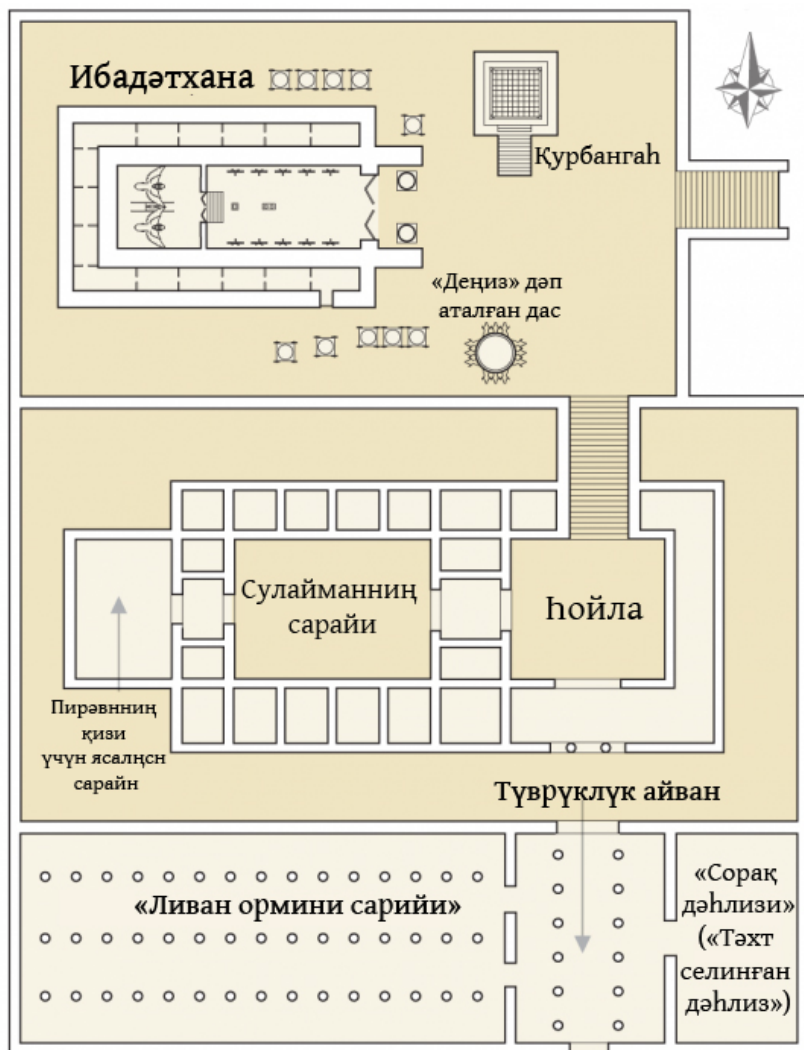 Ибадәтхана
Қурбангаһ
«Деңиз» дәп
аталған дас
Сулайманниң
сарайи
һойла
Пирәвнниң
қизи
үчүн ясалңсн
сарайн
Түврүклүк айван
«Ливан ормини сарийи»
«Сорақ
дәһлизи»
(«Тәхт
селинған
дәһлиз»)